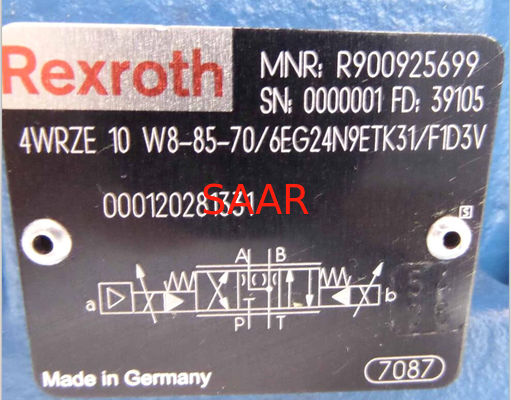 Rexroth
MNR: R900925699
SN: 0000001 FD: 39105
4WRZE 10 W8-85-70/6EG24N9ETK31/F1D3V
SAAR
S
A B
a b
P T
Made in Germany
7087